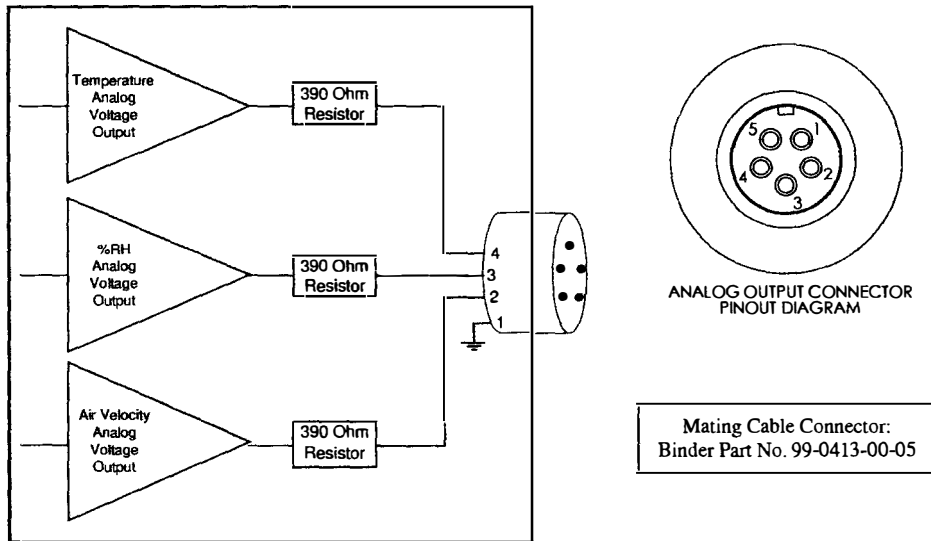 Temperature
Analog
Voltage
Output
390 Ohm
Resistor
%RH
Analog
Voltage
Output
390 Ohm
Resistor
Air Velocity
Analog
Voltage
Output
390 Ohm
Resistor
4
3
2
1
5
1
4
2
3
ANALOG OUTPUT CONNECTOR
PINOUT DIAGRAM
Mating Cable Connector:
Binder Part No. 99-0413-00-05